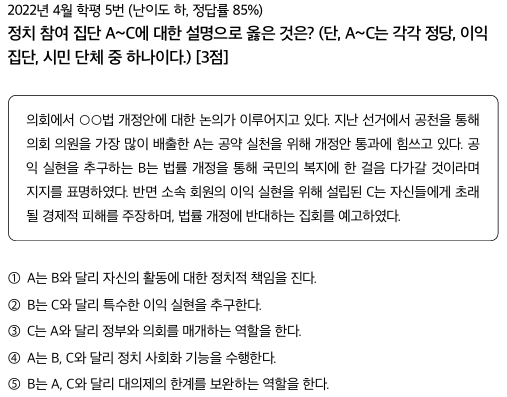 2022년 4월 학평 5번 (난이도 하, 정답률 85%)
정치 참여 집단 A~C에 대한 설명으로 옳은 것은? (단, A~C는 각각 정당, 이익
집단, 시민 단체 중 하나이다.) [3점]
의회에서 ○○법 개정안에 대한 논의가 이루어지고 있다. 지난 선거에서 공천을 통해
의회 의원을 가장 많이 배출한 A는 공약 실천을 위해 개정안 통과에 힘쓰고 있다. 공
익 실현을 추구하는 B는 법률 개정을 통해 국민의 복지에 한 걸음 다가갈 것이라며
지지를 표명하였다. 반면 소속 회원의 이익 실현을 위해 설립된 C는 자신들에게 초래
될 경제적 피해를 주장하며, 법률 개정에 반대하는 집회를 예고하였다.
① A는 B와 달리 자신의 활동에 대한 정치적 책임을 진다.
② B는 C와 달리 특수한 이익 실현을 추구한다.
③ C는 A와 달리 정부와 의회를 매개하는 역할을 한다.
④ A는 B, C와 달리 정치 사회화 기능을 수행한다.
⑤ B는 A, C와 달리 대의제의 한계를 보완하는 역할을 한다.